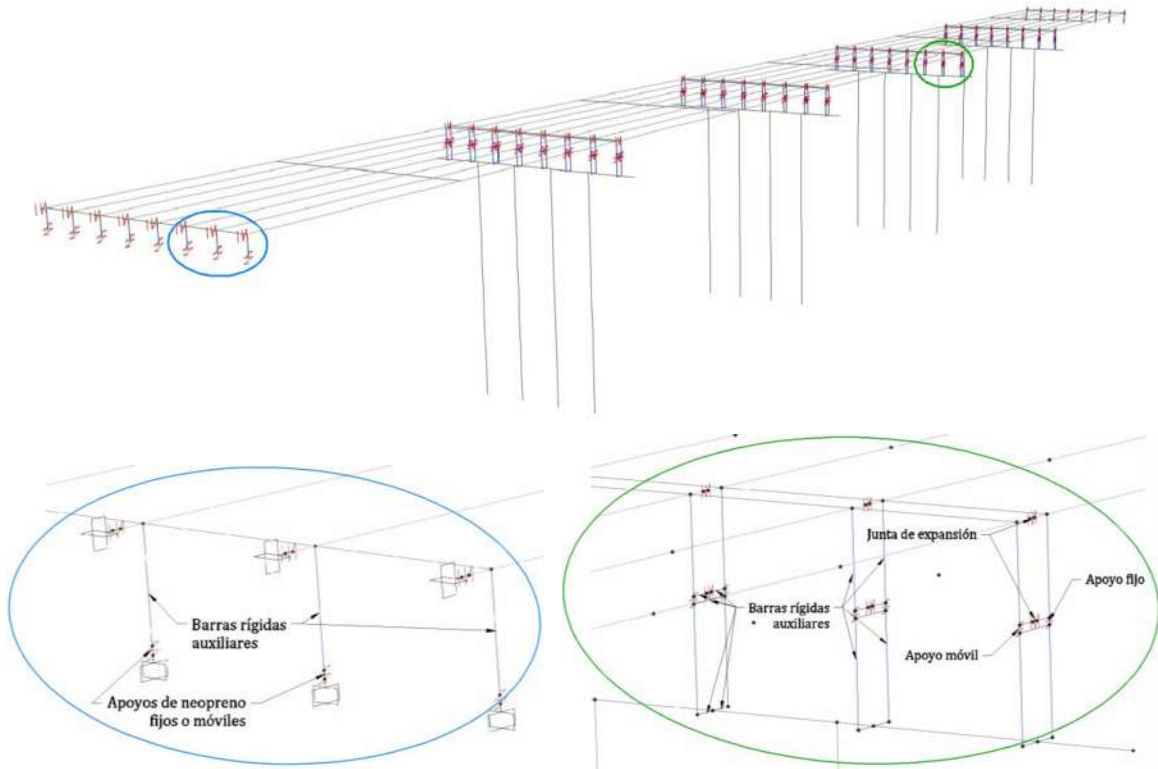 Barras rígidas
auxiliares
Apoyos de neopreno
fijos o móviles
Junta de expansión
Apoyo fijo
Barras rígidas
auxiliares
Apoyo móvil